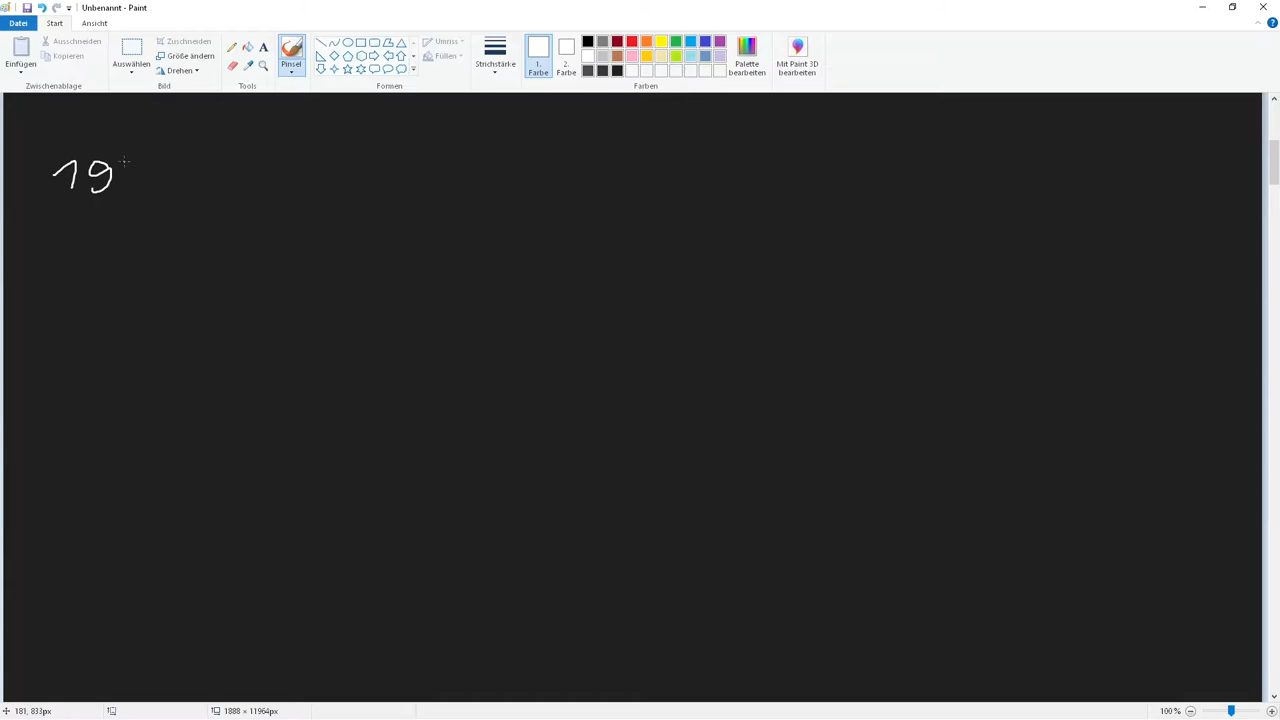 Unbenannt - Paint
Datei Start Ansicht
Einfügen
Ausschneiden
Kopieren
Zwischenablage
Auswählen
Zuschneiden
Größe ändern
Drehen
Bild
Tools
Pinsel
Formen
Umriss
Füllen
Strichstärke
1. Farbe
2. Farbe
Farben
Palette bearbeiten
Mit Paint 3D bearbeiten
19
181, 833px
1888 × 11964px
100 %